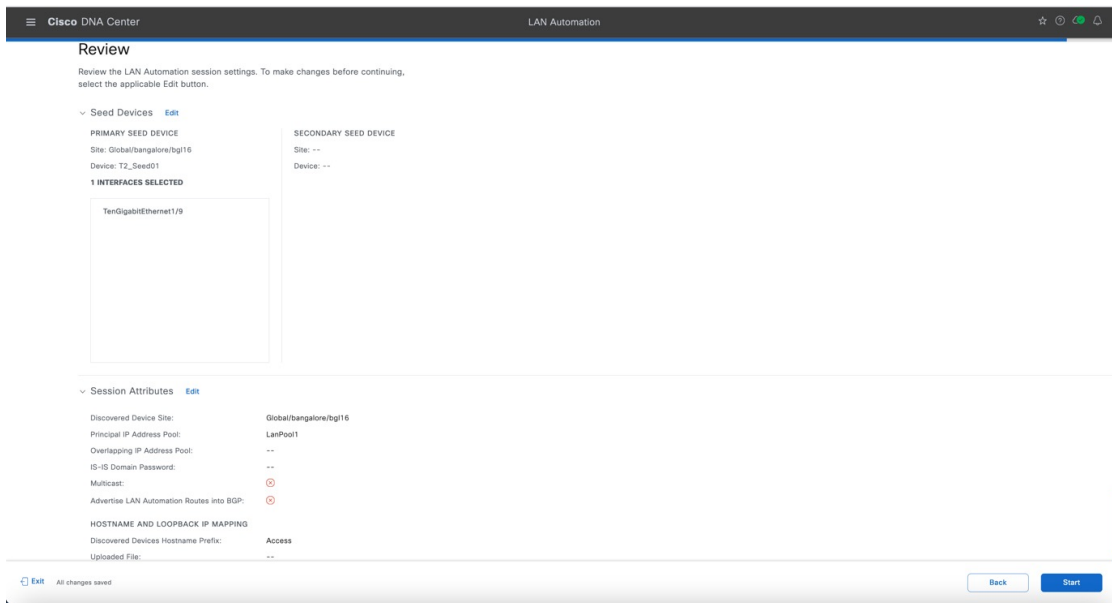 Cisco DNA Center
LAN Automation
Review
Review the LAN Automation session settings. To make changes before continuing,
select the applicable Edit button.
Seed Devices Edit
PRIMARY SEED DEVICE
Site: Global/bangalore/bgl16
Device: T2_Seed01
1 INTERFACES SELECTED
TenGigabitEthernet1/9
SECONDARY SEED DEVICE
Site: --
Device: --
Session Attributes Edit
Discovered Device Site: Global/bangalore/bgl16
Principal IP Address Pool: LanPool1
Overlapping IP Address Pool: --
IS-IS Domain Password: --
Multicast:
Advertise LAN Automation Routes into BGP:
HOSTNAME AND LOOPBACK IP MAPPING
Discovered Devices Hostname Prefix: Access
Uploaded File: --
Exit All changes saved
Back
Start